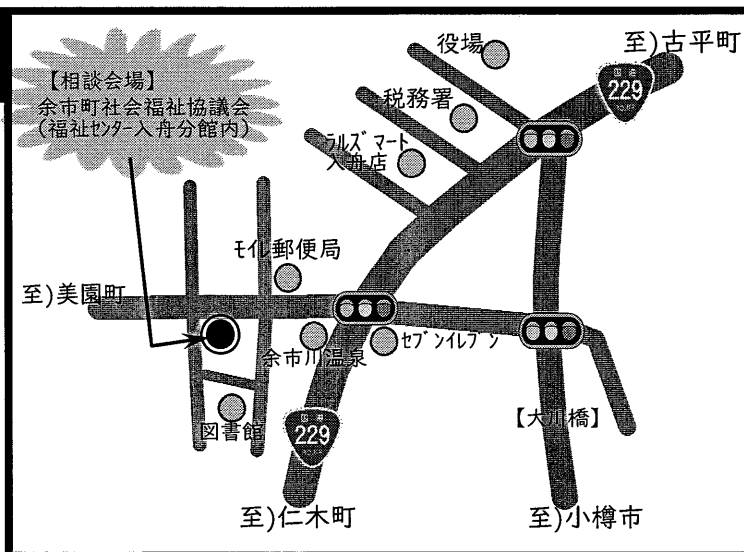 役場
至)古平町
【相談会場】
余市町社会福祉協議会
(福祉ｾﾝﾀｰ入舟分館内)
229
税務署
ﾗﾙｽﾞﾏｰﾄ
入舟店
ﾓｲﾚ郵便局
至)美園町
余市川温泉
ｾﾌﾞﾝｲﾚﾌﾞﾝ
図書館
229
【大川橋】
至)仁木町
至)小樽市